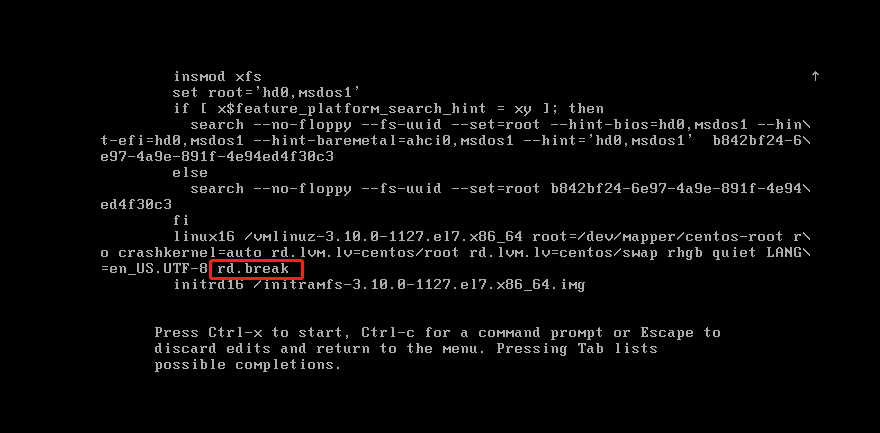 insmod xfs
set root='hd0,msdos1'
if [ x$feature_platform_search_hint = xy ]; then
search --no-floppy --fs-uuid --set=root --hint-bios=hd0,msdos1 --hin\
t-efi=hd0,msdos1 --hint-baremetal=ahci0,msdos1 --hint='hd0,msdos1'  b842bf24-6\
e97-4a9e-891f-4e94ed4f30c3
else
search --no-floppy --fs-uuid --set=root b842bf24-6e97-4a9e-891f-4e94\
ed4f30c3
fi
linux16 /vmlinuz-3.10.0-1127.el7.x86_64 root=/dev/mapper/centos-root r\
o crashkernel=auto rd.lvm.lv=centos/root rd.lvm.lv=centos/swap rhgb quiet LANG\
=en_US.UTF-8 rd.break
initrd16 /initramfs-3.10.0-1127.el7.x86_64.img
Press Ctrl-x to start, Ctrl-c for a command prompt or Escape to
discard edits and return to the menu. Pressing Tab lists
possible completions.